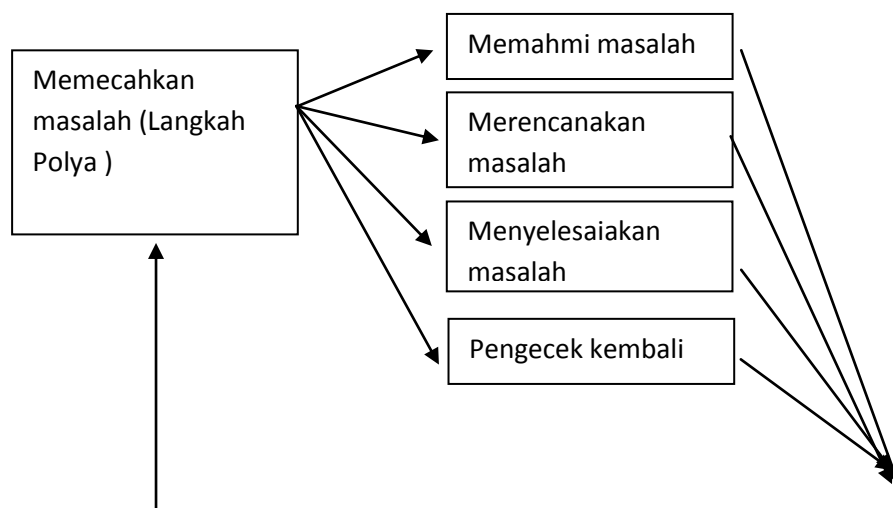 Memecahkan
masalah (Langkah
Polya )
Memahmi masalah
Merencanakan
masalah
Menyelesaiakan
masalah
Pengecek kembali